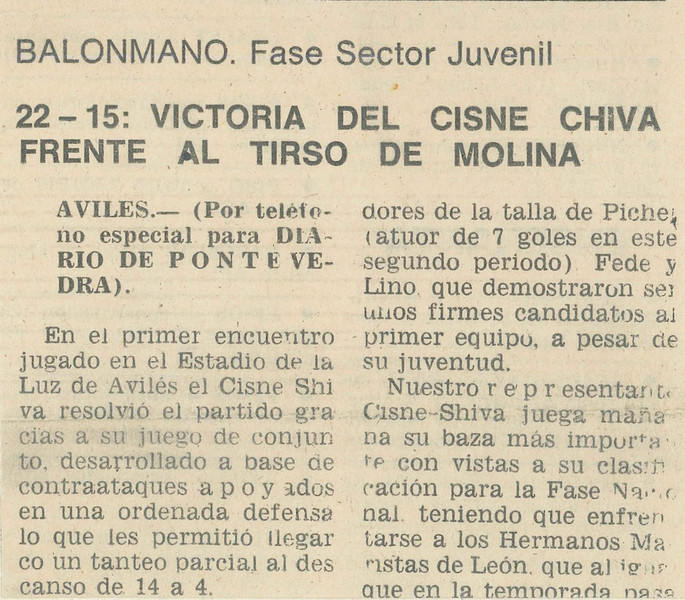 BALONMANO. Fase Sector Juvenil
22 – 15: VICTORIA DEL CISNE CHIVA
FRENTE AL TIRSO DE MOLINA
AVILES.— (Por teléfo-
no especial para DIA-
RIO DE PONTEVE-
DRA).
En el primer encuentro
jugado en el Estadio de la
Luz de Avilés el Cisne Shi
va resolvió el partido gra
cias a su juego de conjun
to, desarrollado a base de
contraataques apoyados
en una ordenada defensa
lo que les permitió llegar
co un tanteo parcial al des
canso de 14 a 4.
dores de la talla de Piche,
(atuor de 7 goles en este
segundo periodo) Fede y
Lino, que demostraron ser
unos firmes candidatos al
primer equipo, a pesar de
su juventud.
Nuestro representante
Cisne-Shiva juega maña
na su baza más importa
te con vistas a su clasifi
cación para la Fase Nacio
nal, teniendo que enfren
tarse a los Hermanos Ma
ristas de León, que al igua
que en la temporada pasa